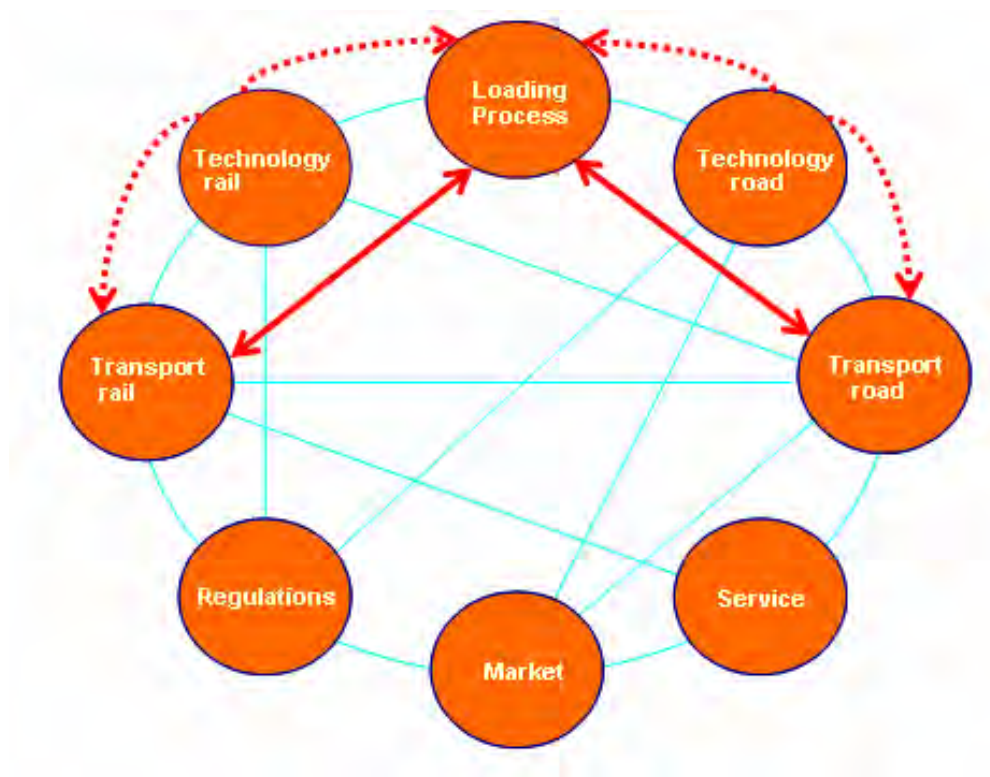 Loading
Process
Technology
rail
Technology
road
Transport
rail
Transport
road
Regulations
Service
Market